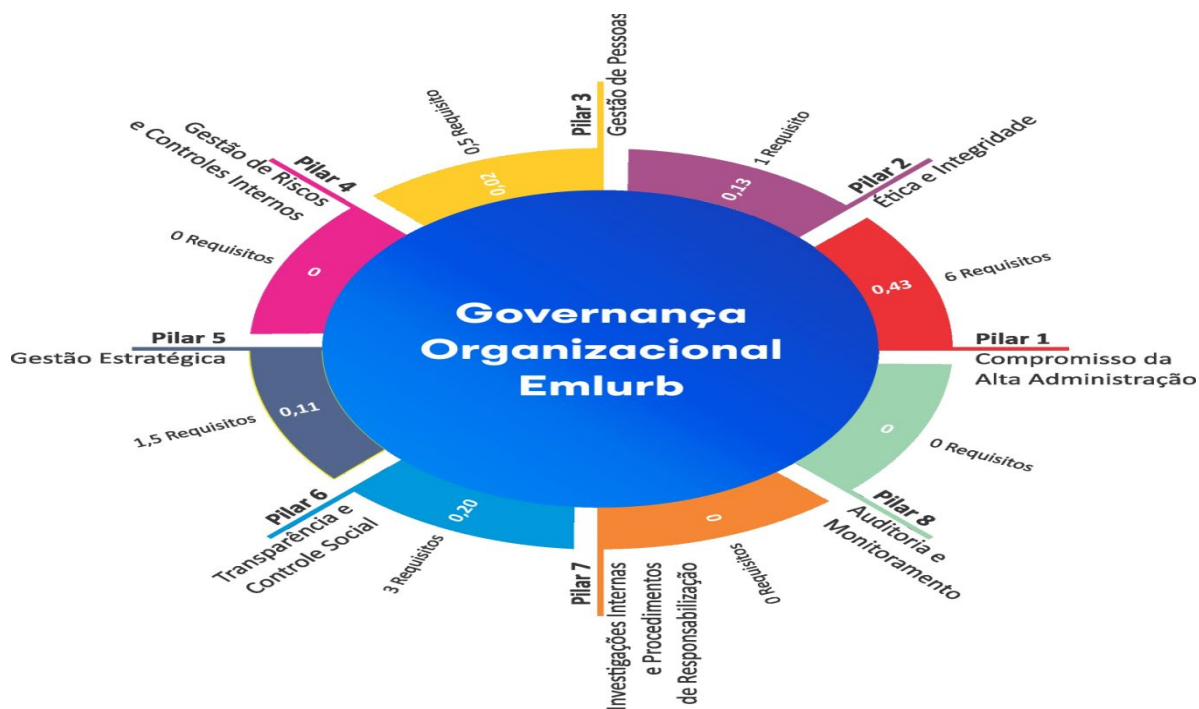 Governança
Organizacional
Emlurb
Pilar 1
Compromisso da
Alta Administração
6 Requisitos
0,43
Pilar 2
Ética e Integridade
1 Requisito
0,13
Pilar 3
Gestão de Pessoas
0,5 Requisito
0,02
Pilar 4
Gestão de Riscos
e Controles Internos
0 Requisitos
0
Pilar 5
Gestão Estratégica
1,5 Requisitos
0,11
Pilar 6
Transparência e
Controle Social
3 Requisitos
0,20
Pilar 7
Investigações Internas
e Procedimentos
de Responsabilização
0 Requisitos
0
Pilar 8
Auditoria e
Monitoramento
0 Requisitos
0